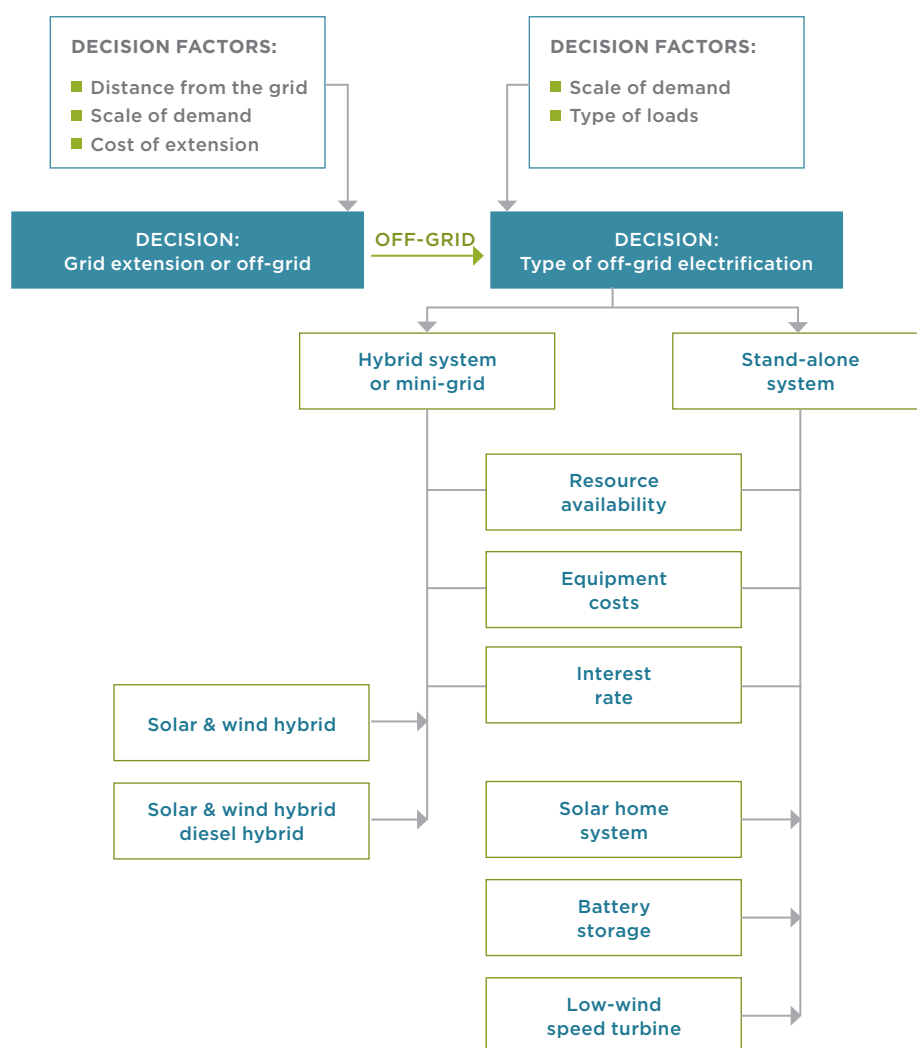 DECISION FACTORS:
Distance from the grid
Scale of demand
Cost of extension
DECISION FACTORS:
Scale of demand
Type of loads
DECISION:
Grid extension or off-grid
OFF-GRID
DECISION:
Type of off-grid electrification
Hybrid system
or mini-grid
Stand-alone
system
Resource
availability
Equipment
costs
Interest
rate
Solar & wind hybrid
Solar & wind hybrid
diesel hybrid
Solar home
system
Battery
storage
Low-wind
speed turbine